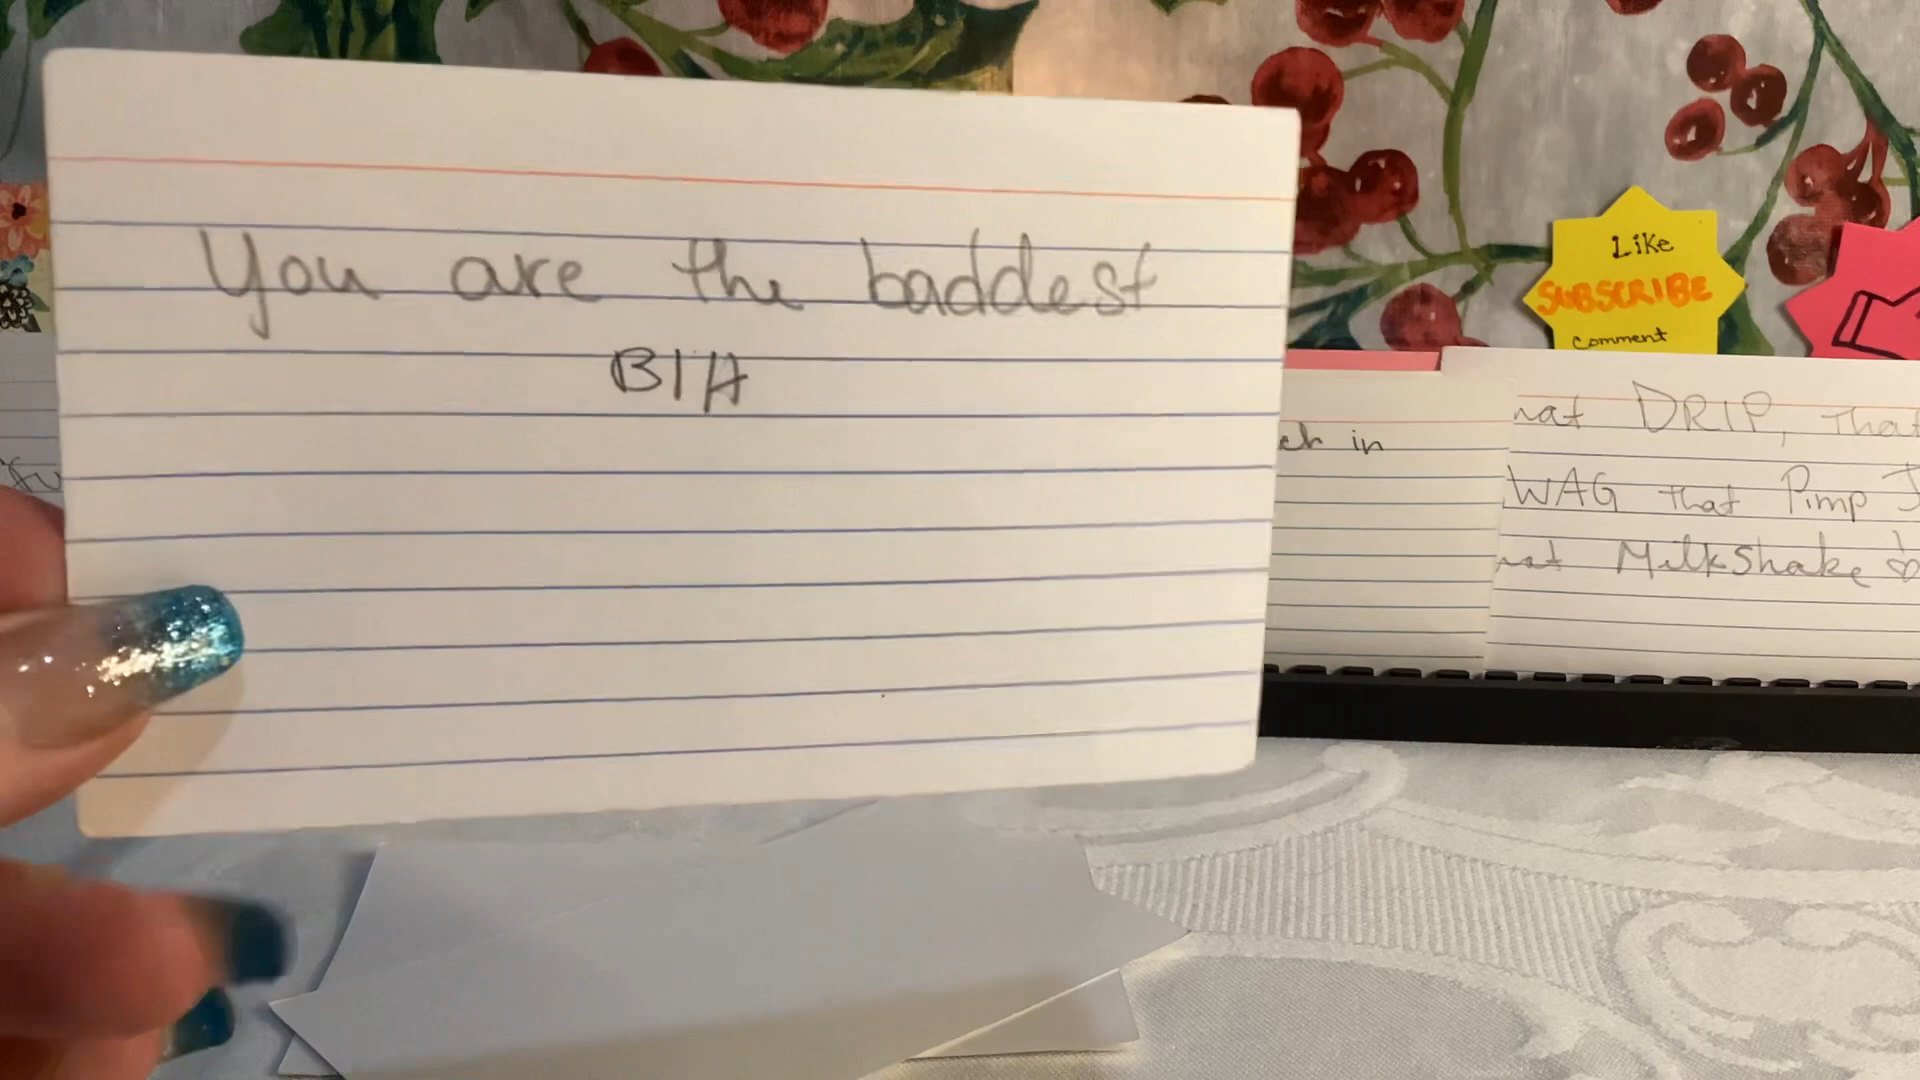 You are the baddest
BIA
Like
SUBSCRIBE
Comment
in
DRIP, That
WAG that Pimp J
Milkshake ♡